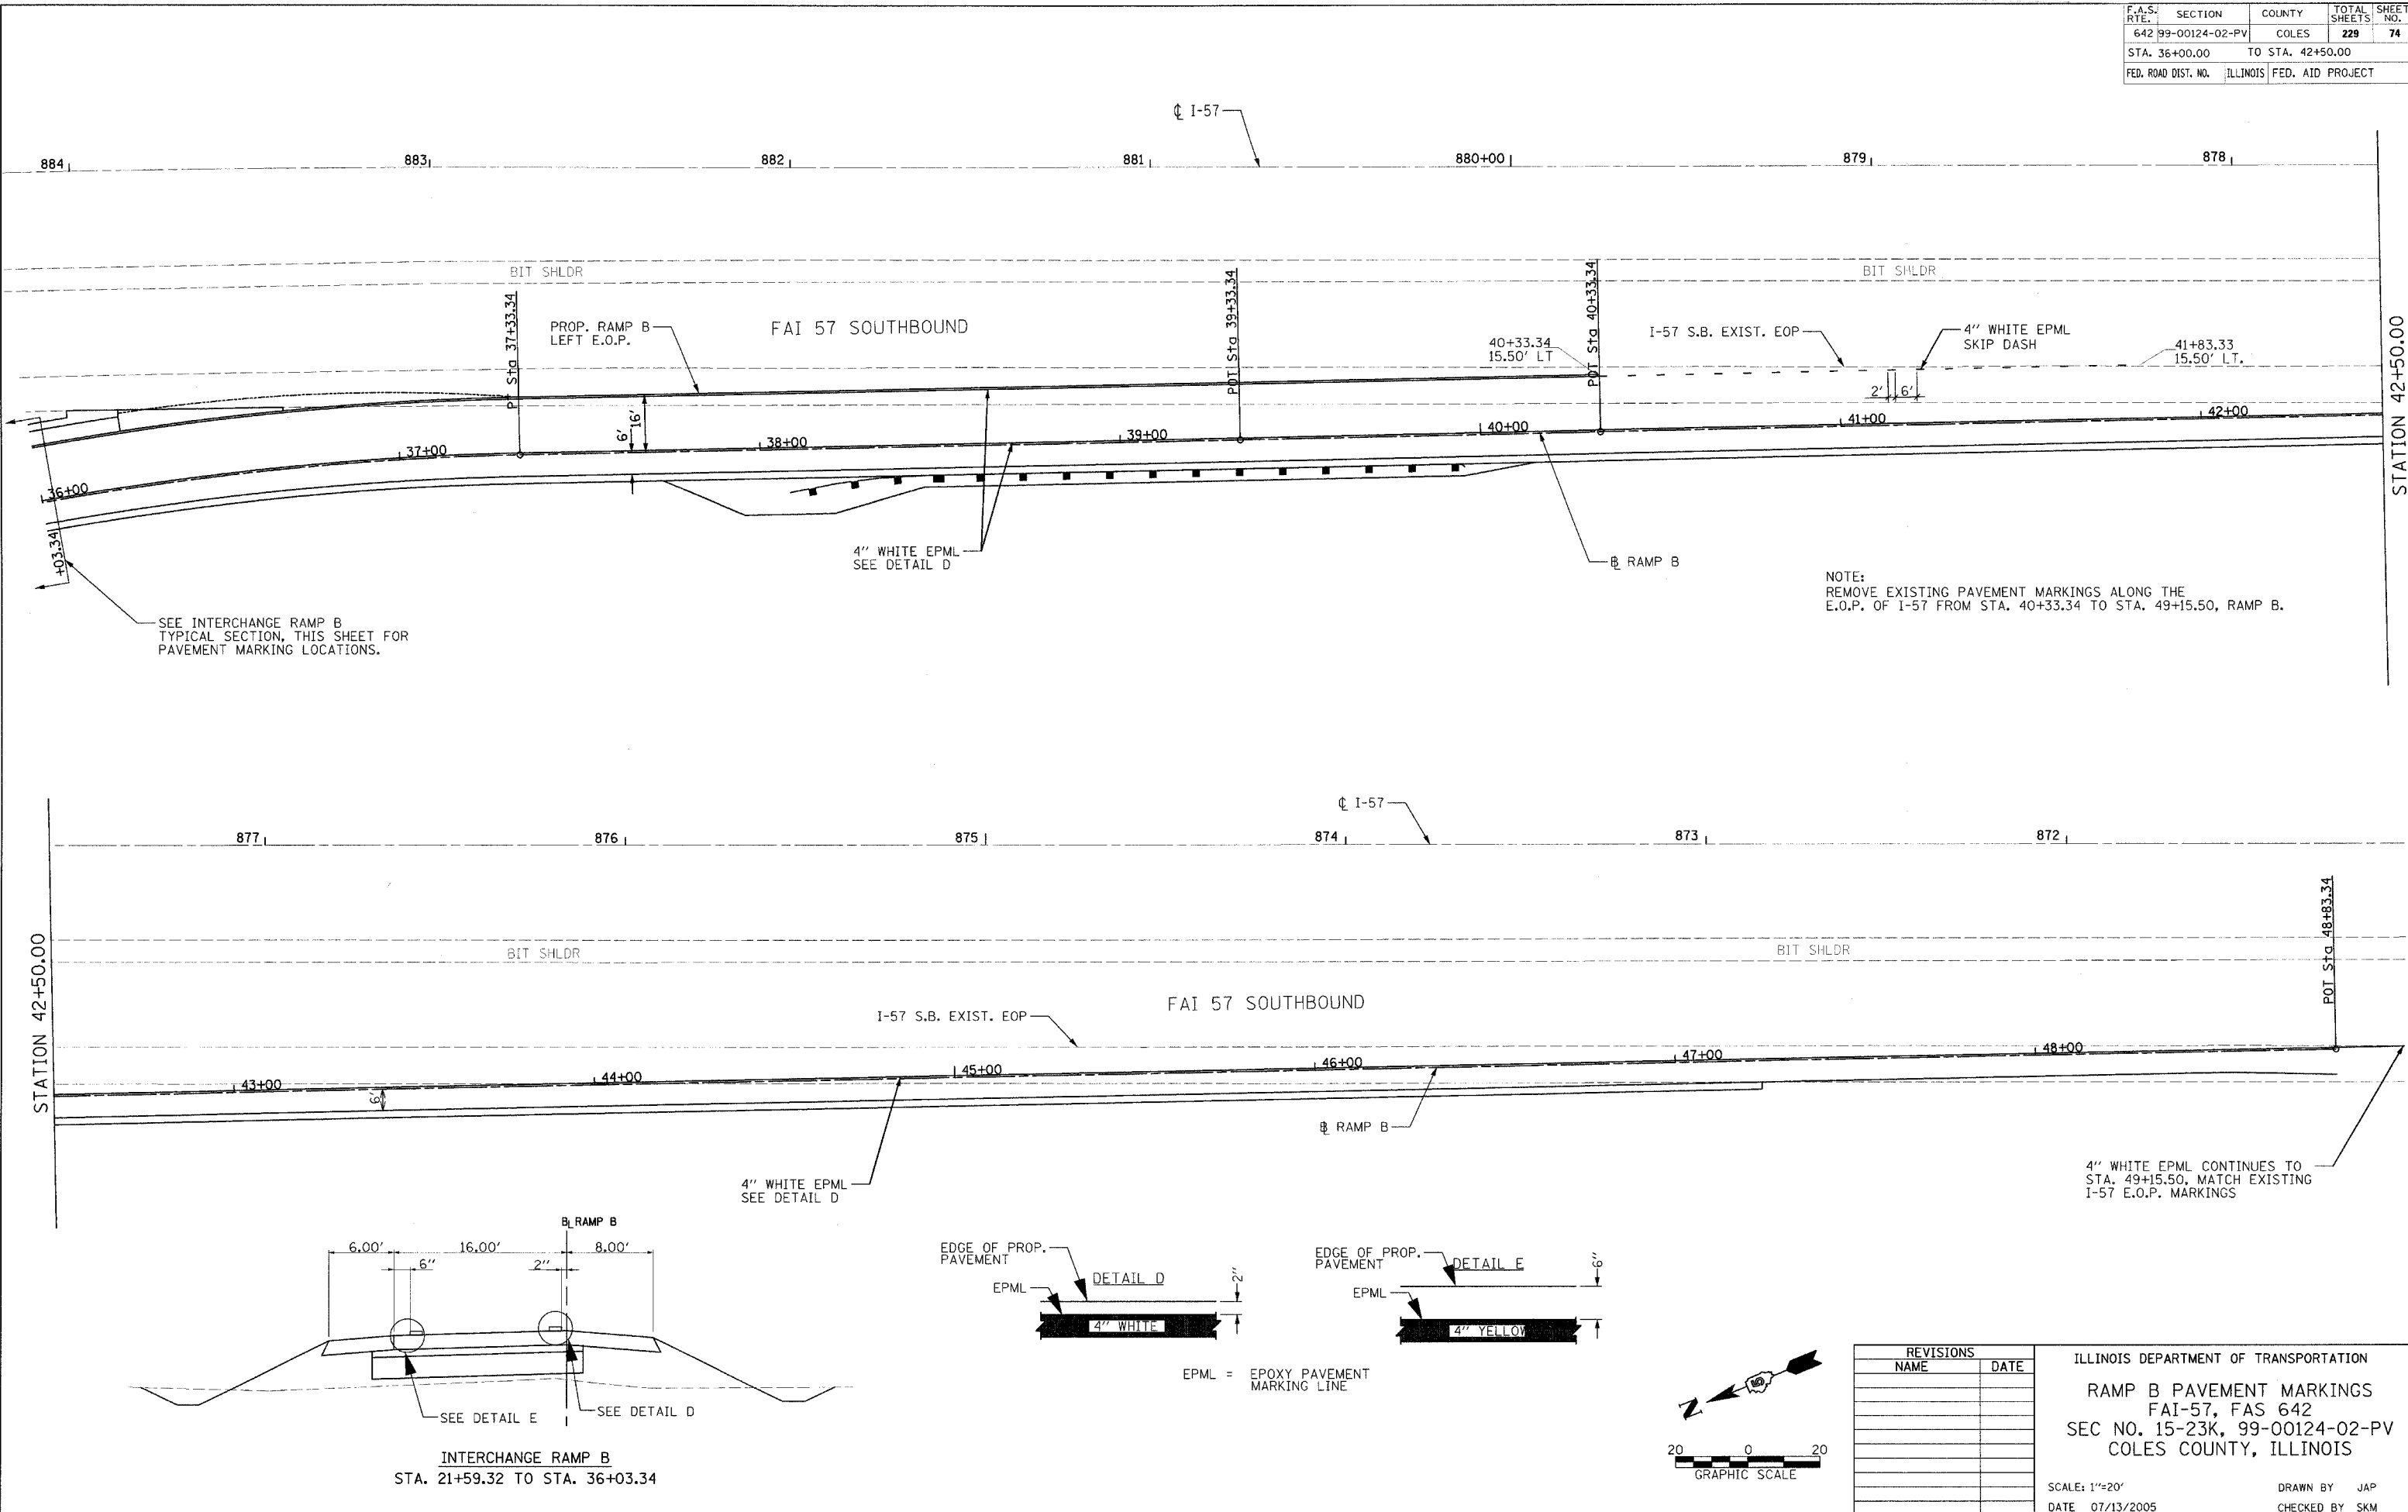 F.A.S. RTE. SECTION COUNTY TOTAL SHEETS SHEET NO.
642 99-00124-02-PV COLES 229 74
STA. 36+00.00 TO STA. 42+50.00
FED. ROAD DIST. NO. ILLINOIS FED. AID PROJECT
℄ I-57
884 883 882 881 880+00 879 878
BIT SHLDR
BIT SHLDR
FAI 57 SOUTHBOUND
PROP. RAMP B
LEFT E.O.P.
Sta 37+33.34
POT Sta 39+33.34
POT Sta 40+33.34
40+33.34
15.50' LT
I-57 S.B. EXIST. EOP
4" WHITE EPML
SKIP DASH
41+83.33
15.50' LT.
2' 6'
STATION 42+50.00
6' 16'
36+00 37+00 38+00 39+00 40+00 41+00 42+00
+03.34
4" WHITE EPML
SEE DETAIL D
RAMP B
NOTE:
REMOVE EXISTING PAVEMENT MARKINGS ALONG THE
E.O.P. OF I-57 FROM STA. 40+33.34 TO STA. 49+15.50, RAMP B.
SEE INTERCHANGE RAMP B
TYPICAL SECTION, THIS SHEET FOR
PAVEMENT MARKING LOCATIONS.
℄ I-57
877 876 875 874 873 872
STATION 42+50.00
BIT SHLDR
BIT SHLDR
POT Sta 48+83.34
FAI 57 SOUTHBOUND
I-57 S.B. EXIST. EOP
43+00 44+00 45+00 46+00 47+00 48+00
6'
RAMP B
4" WHITE EPML
SEE DETAIL D
4" WHITE EPML CONTINUES TO
STA. 49+15.50, MATCH EXISTING
I-57 E.O.P. MARKINGS
BL RAMP B
6.00' 16.00' 8.00'
6" 2"
SEE DETAIL E
SEE DETAIL D
INTERCHANGE RAMP B
STA. 21+59.32 TO STA. 36+03.34
EDGE OF PROP.
PAVEMENT
DETAIL D
EPML
2"
4" WHITE
EDGE OF PROP.
PAVEMENT
DETAIL E
EPML
6"
4" YELLOW
EPML = EPOXY PAVEMENT
MARKING LINE
N
20 0 20
GRAPHIC SCALE
REVISIONS
NAME DATE
ILLINOIS DEPARTMENT OF TRANSPORTATION
RAMP B PAVEMENT MARKINGS
FAI-57, FAS 642
SEC NO. 15-23K, 99-00124-02-PV
COLES COUNTY, ILLINOIS
SCALE: 1"=20'
DRAWN BY JAP
DATE 07/13/2005
CHECKED BY SKM